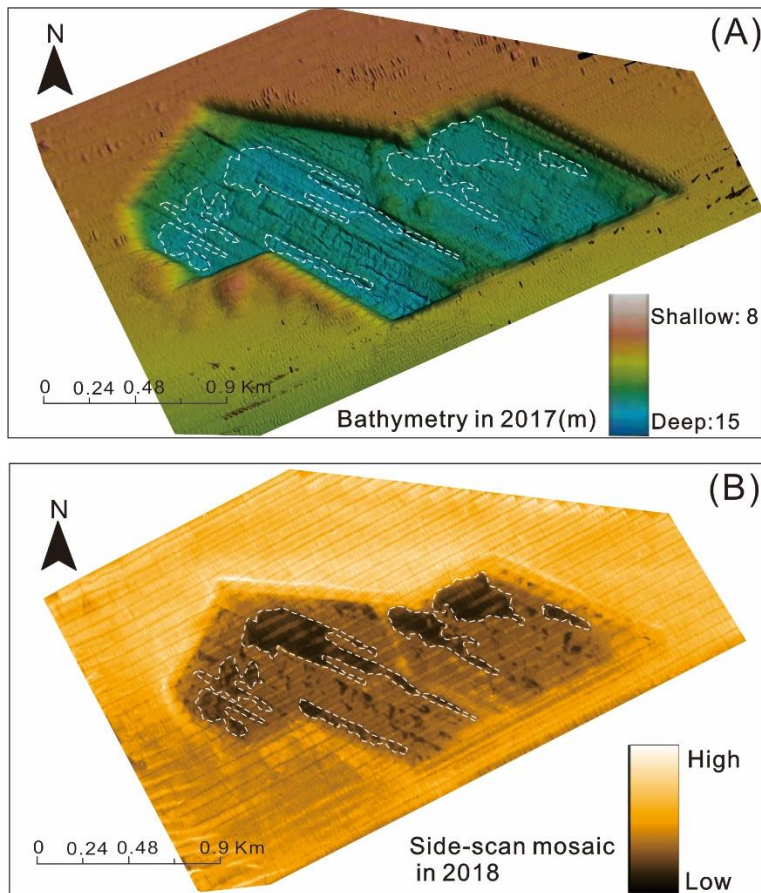 (A)
N
Shallow: 8
0 0.24 0.48 0.9 Km
Bathymetry in 2017(m)
Deep:15
(B)
N
High
Side-scan mosaic
0 0.24 0.48 0.9 Km
in 2018
Low